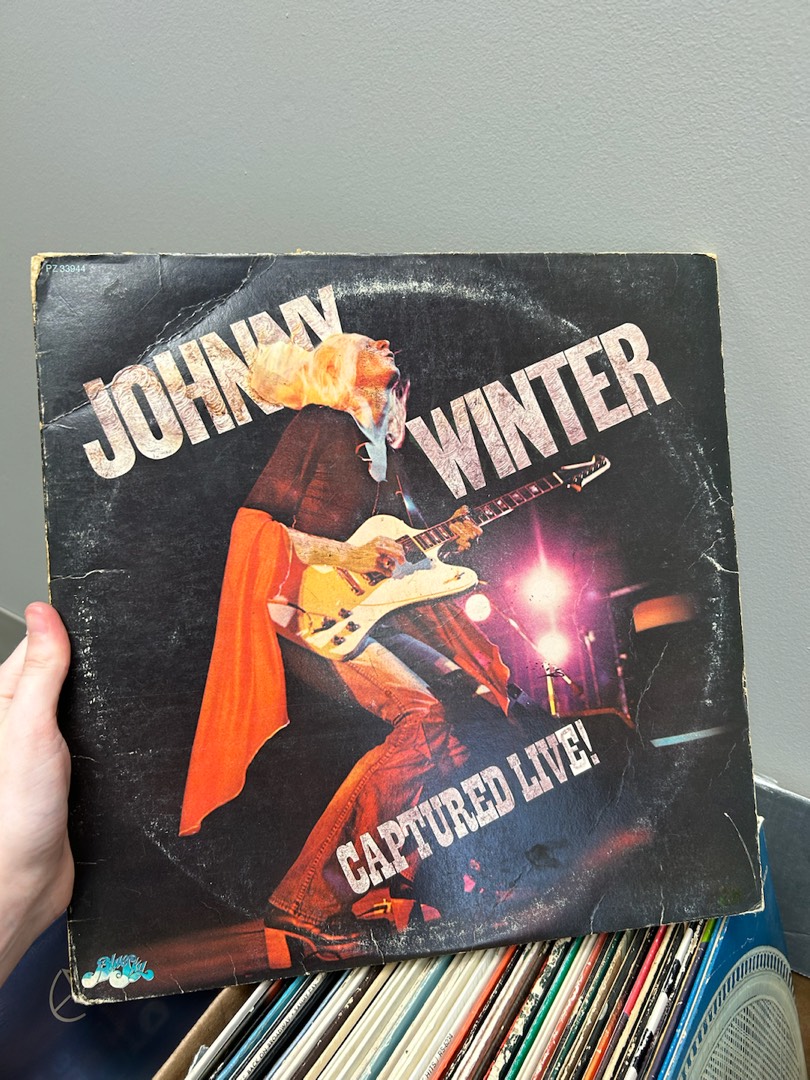 PZ 33944
JOHNNY
WINTER
CAPTURED LIVE!
Blue Sky